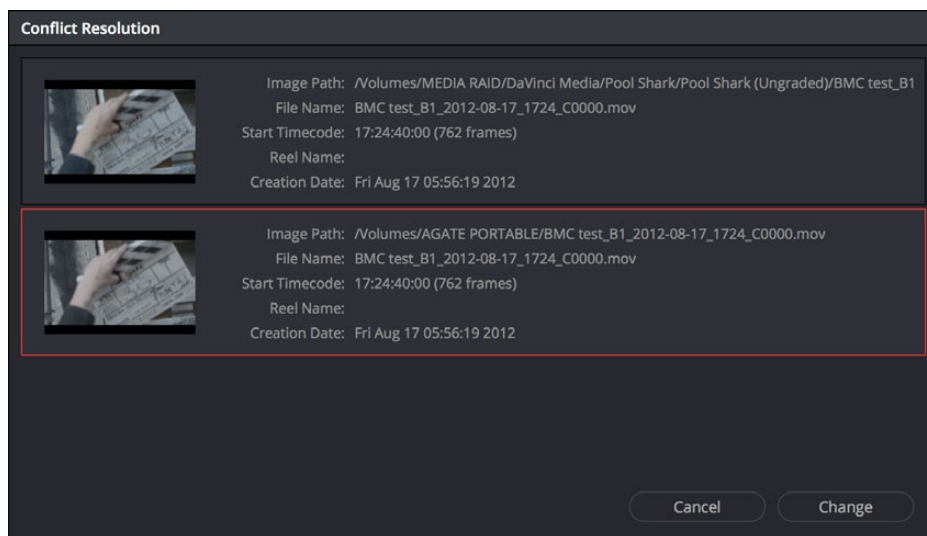 Conflict Resolution
Image Path: /Volumes/MEDIA RAID/DaVinci Media/Pool Shark/Pool Shark (Ungraded)/BMC test_B1
File Name: BMC test_B1_2012-08-17_1724_C0000.mov
Start Timecode: 17:24:40:00 (762 frames)
Reel Name:
Creation Date: Fri Aug 17 05:56:19 2012
Image Path: /Volumes/AGATE PORTABLE/BMC test_B1_2012-08-17_1724_C0000.mov
File Name: BMC test_B1_2012-08-17_1724_C0000.mov
Start Timecode: 17:24:40:00 (762 frames)
Reel Name:
Creation Date: Fri Aug 17 05:56:19 2012
Cancel Change